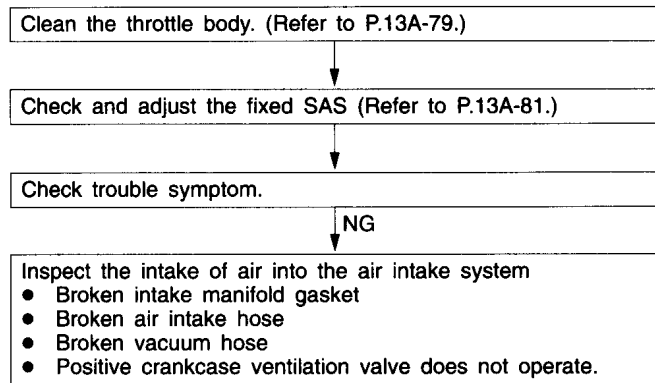 Clean the throttle body. (Refer to P.13A-79.)
Check and adjust the fixed SAS (Refer to P.13A-81.)
Check trouble symptom.
NG
Inspect the intake of air into the air intake system
● Broken intake manifold gasket
● Broken air intake hose
● Broken vacuum hose
● Positive crankcase ventilation valve does not operate.